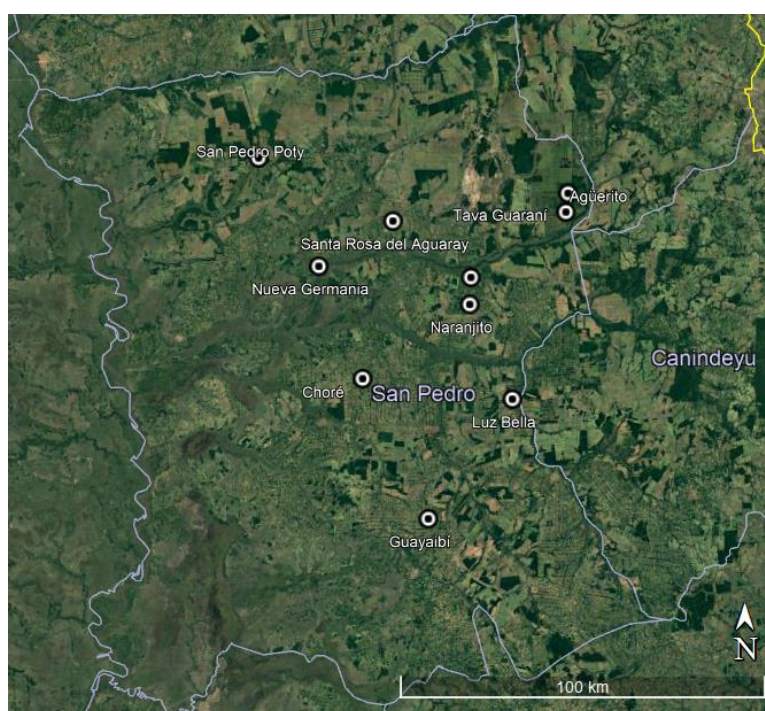 San Pedro Poty
Agüerito
Tava Guaraní
Santa Rosa del Aguaray
Nueva Germania
Naranjito
Canindeyu
Choré
San Pedro
Luz Bella
Guayaibí
N
100 km